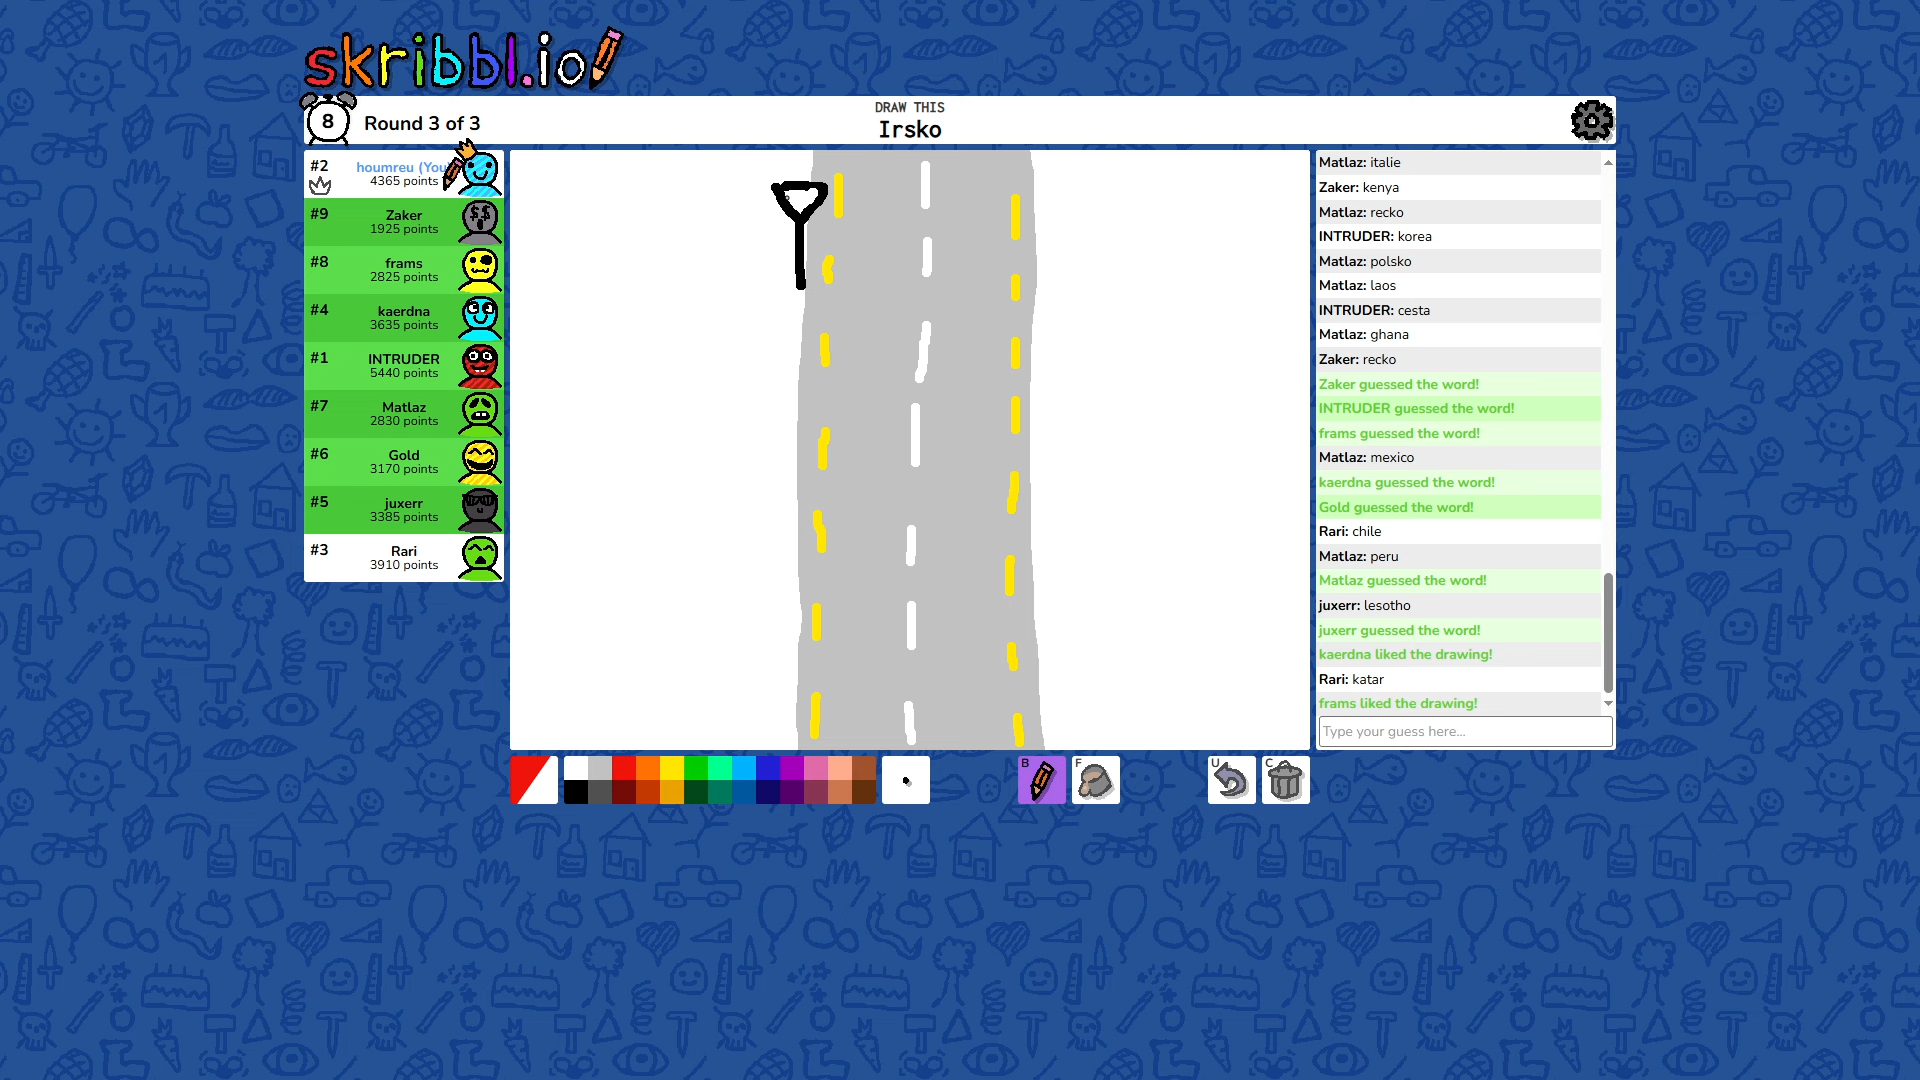 skribbl.io
8
Round 3 of 3
DRAW THIS
Irsko
#2
houmreu (You
4365 points
#9
Zaker
1925 points
#8
frams
2825 points
#4
kaerdna
3635 points
#1
INTRUDER
5440 points
#7
Matlaz
2830 points
#6
Gold
3170 points
#5
juxerr
3385 points
#3
Rari
3910 points
Matlaz: italie
Zaker: kenya
Matlaz: recko
INTRUDER: korea
Matlaz: polsko
Matlaz: laos
INTRUDER: cesta
Matlaz: ghana
Zaker: recko
Zaker guessed the word!
INTRUDER guessed the word!
frams guessed the word!
Matlaz: mexico
kaerdna guessed the word!
Gold guessed the word!
Rari: chile
Matlaz: peru
Matlaz guessed the word!
juxerr: lesotho
juxerr guessed the word!
kaerdna liked the drawing!
Rari: katar
frams liked the drawing!
Type your guess here...
B
F
U
C